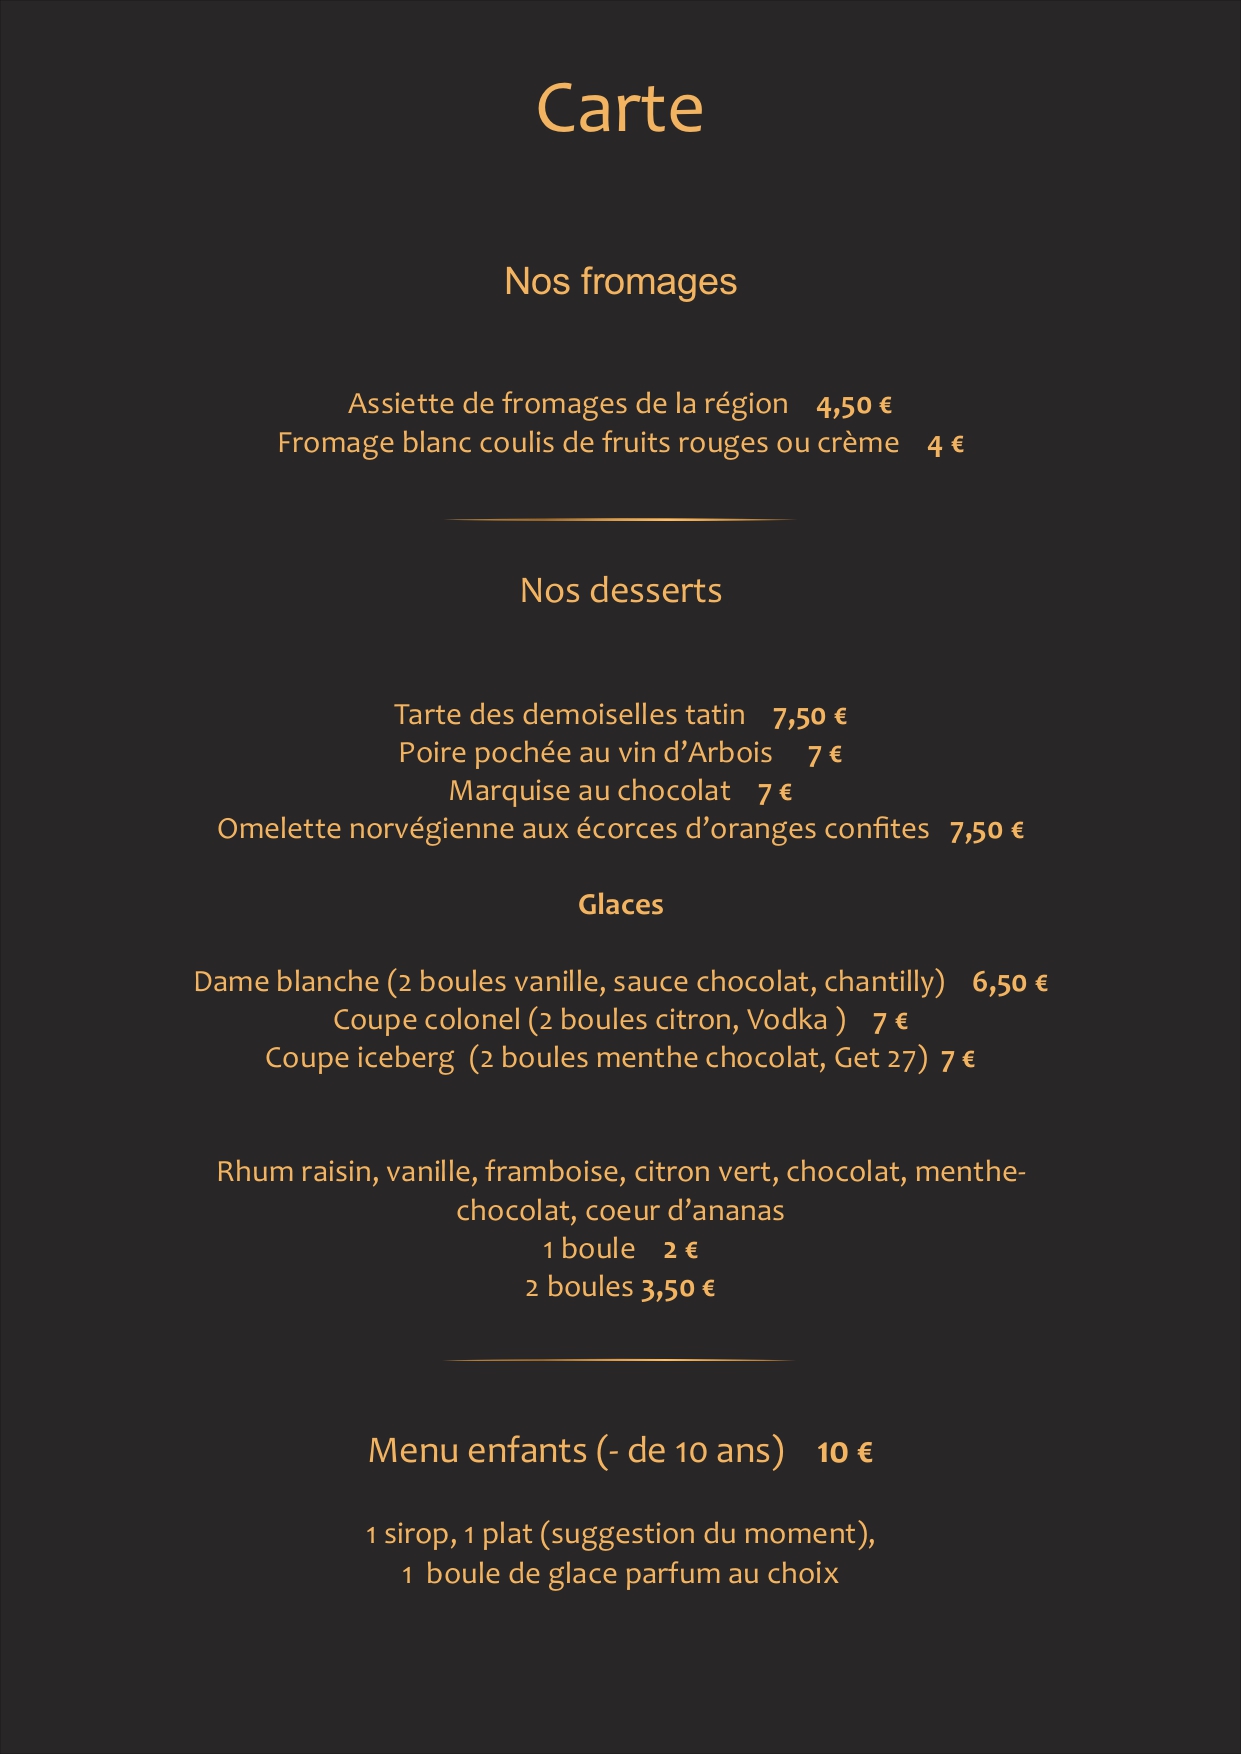 Carte
Nos fromages
Assiette de fromages de la région 4,50 €
Fromage blanc coulis de fruits rouges ou crème 4 €
Nos desserts
Tarte des demoiselles tatin 7,50 €
Poire pochée au vin d’Arbois 7 €
Marquise au chocolat 7 €
Omelette norvégienne aux écorces d’oranges confites 7,50 €
Glaces
Dame blanche (2 boules vanille, sauce chocolat, chantilly) 6,50 €
Coupe colonel (2 boules citron, Vodka ) 7 €
Coupe iceberg (2 boules menthe chocolat, Get 27) 7 €
Rhum raisin, vanille, framboise, citron vert, chocolat, menthe-
chocolat, coeur d’ananas
1 boule 2 €
2 boules 3,50 €
Menu enfants (- de 10 ans) 10 €
1 sirop, 1 plat (suggestion du moment),
1 boule de glace parfum au choix